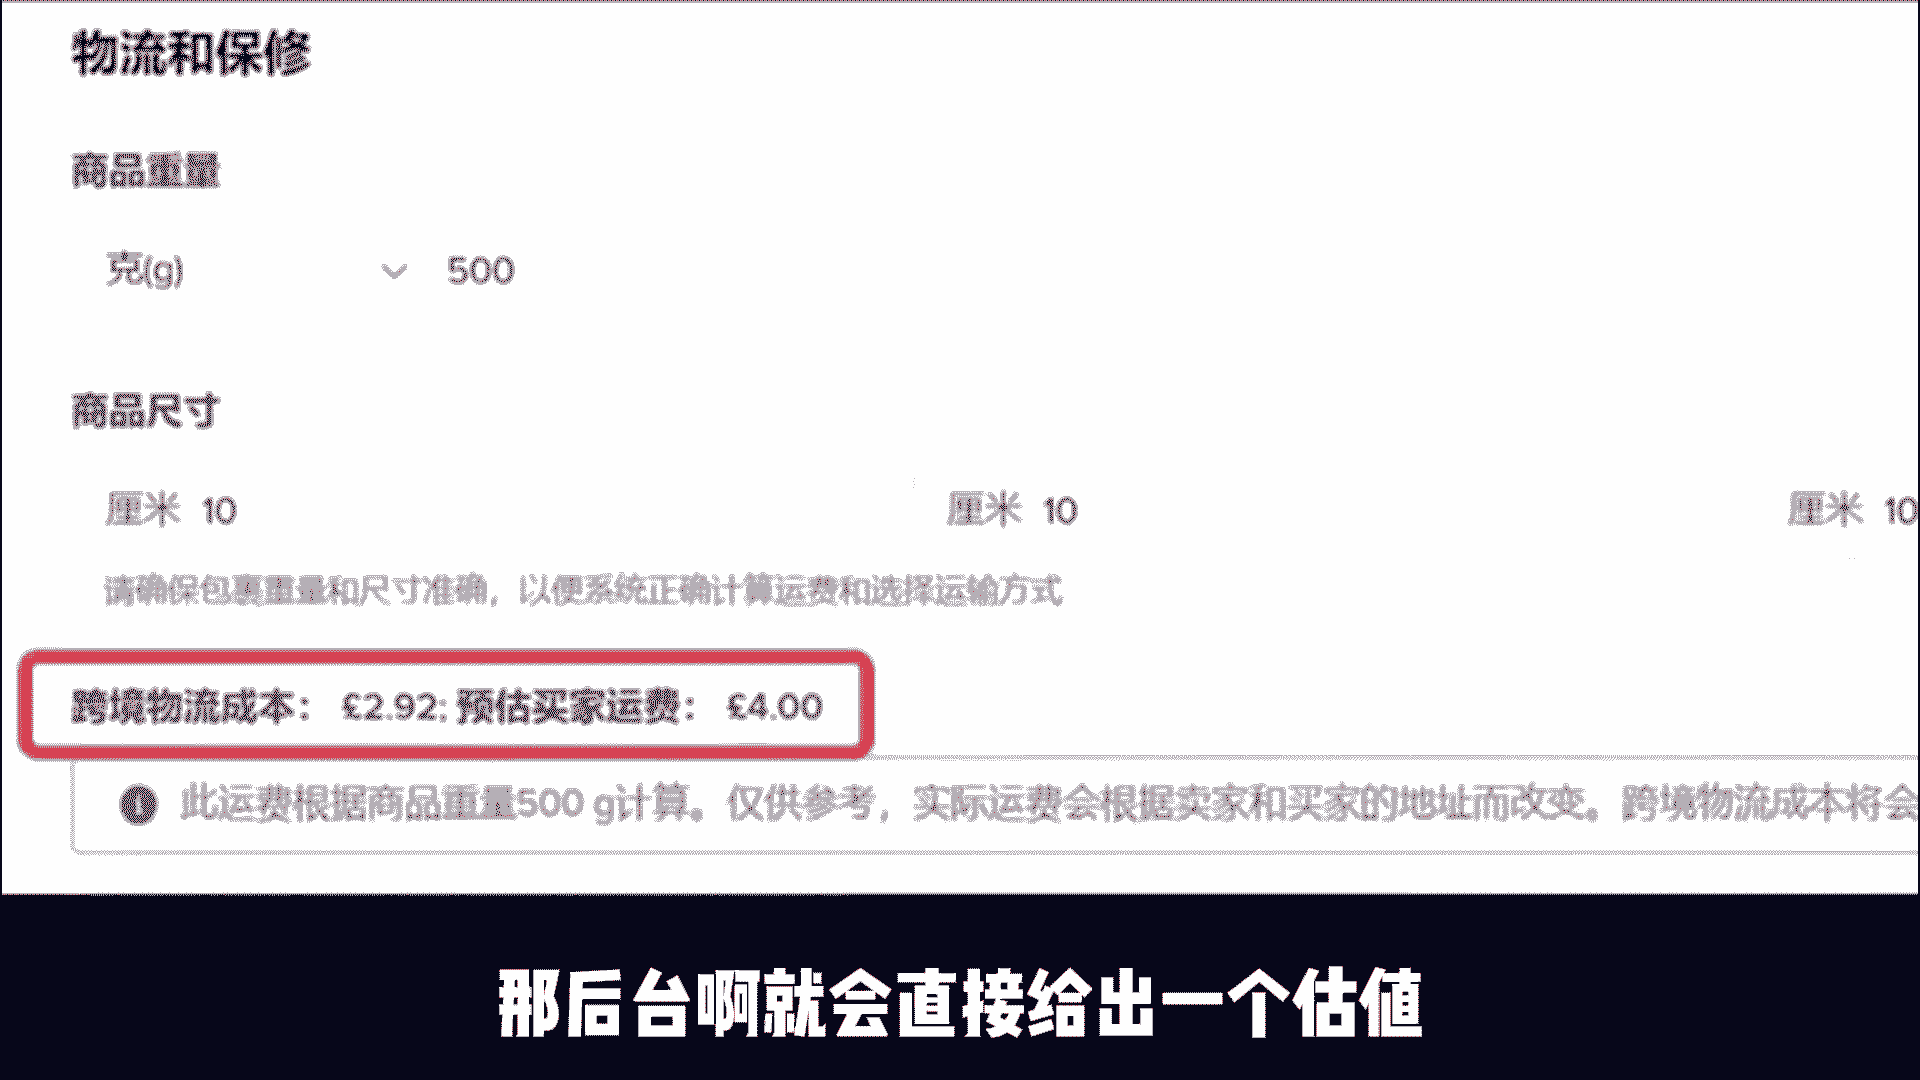 物流和保修
商品重量
克(g) 500
商品尺寸
厘米 10 厘米 10 厘米 10
请确保包裹重量和尺寸准确，以便系统正确计算运费和选择运输方式
跨境物流成本： £2.92; 预估买家运费： £4.00
此运费根据商品重量500 g计算。仅供参考，实际运费会根据卖家和买家的地址而改变。跨境物流成本将会
那后台啊就会直接给出一个估值